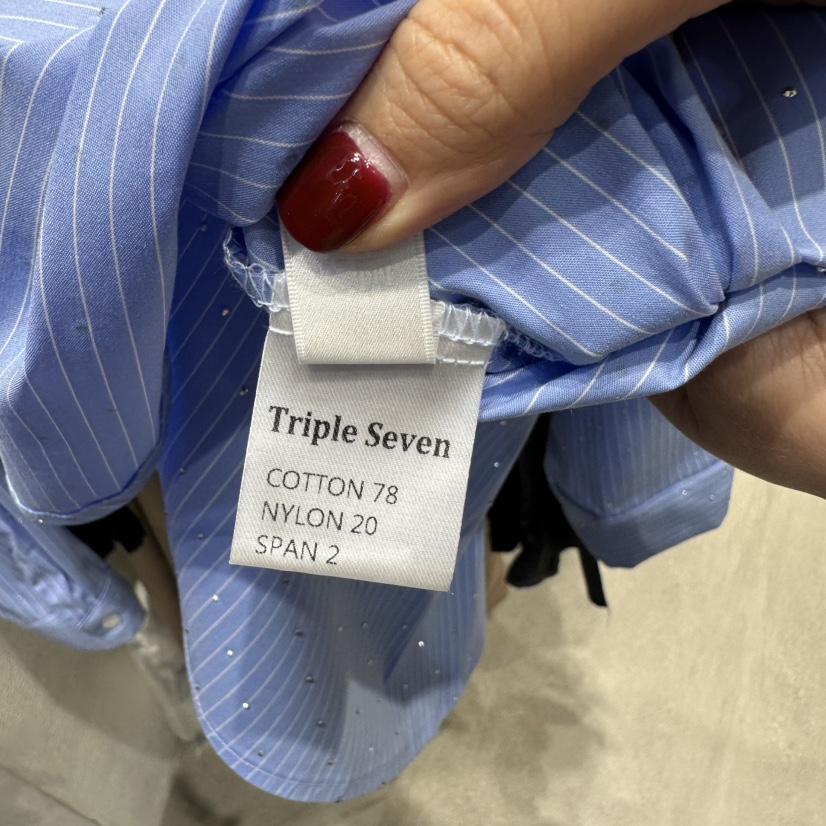 Triple Seven
COTTON 78
NYLON 20
SPAN 2